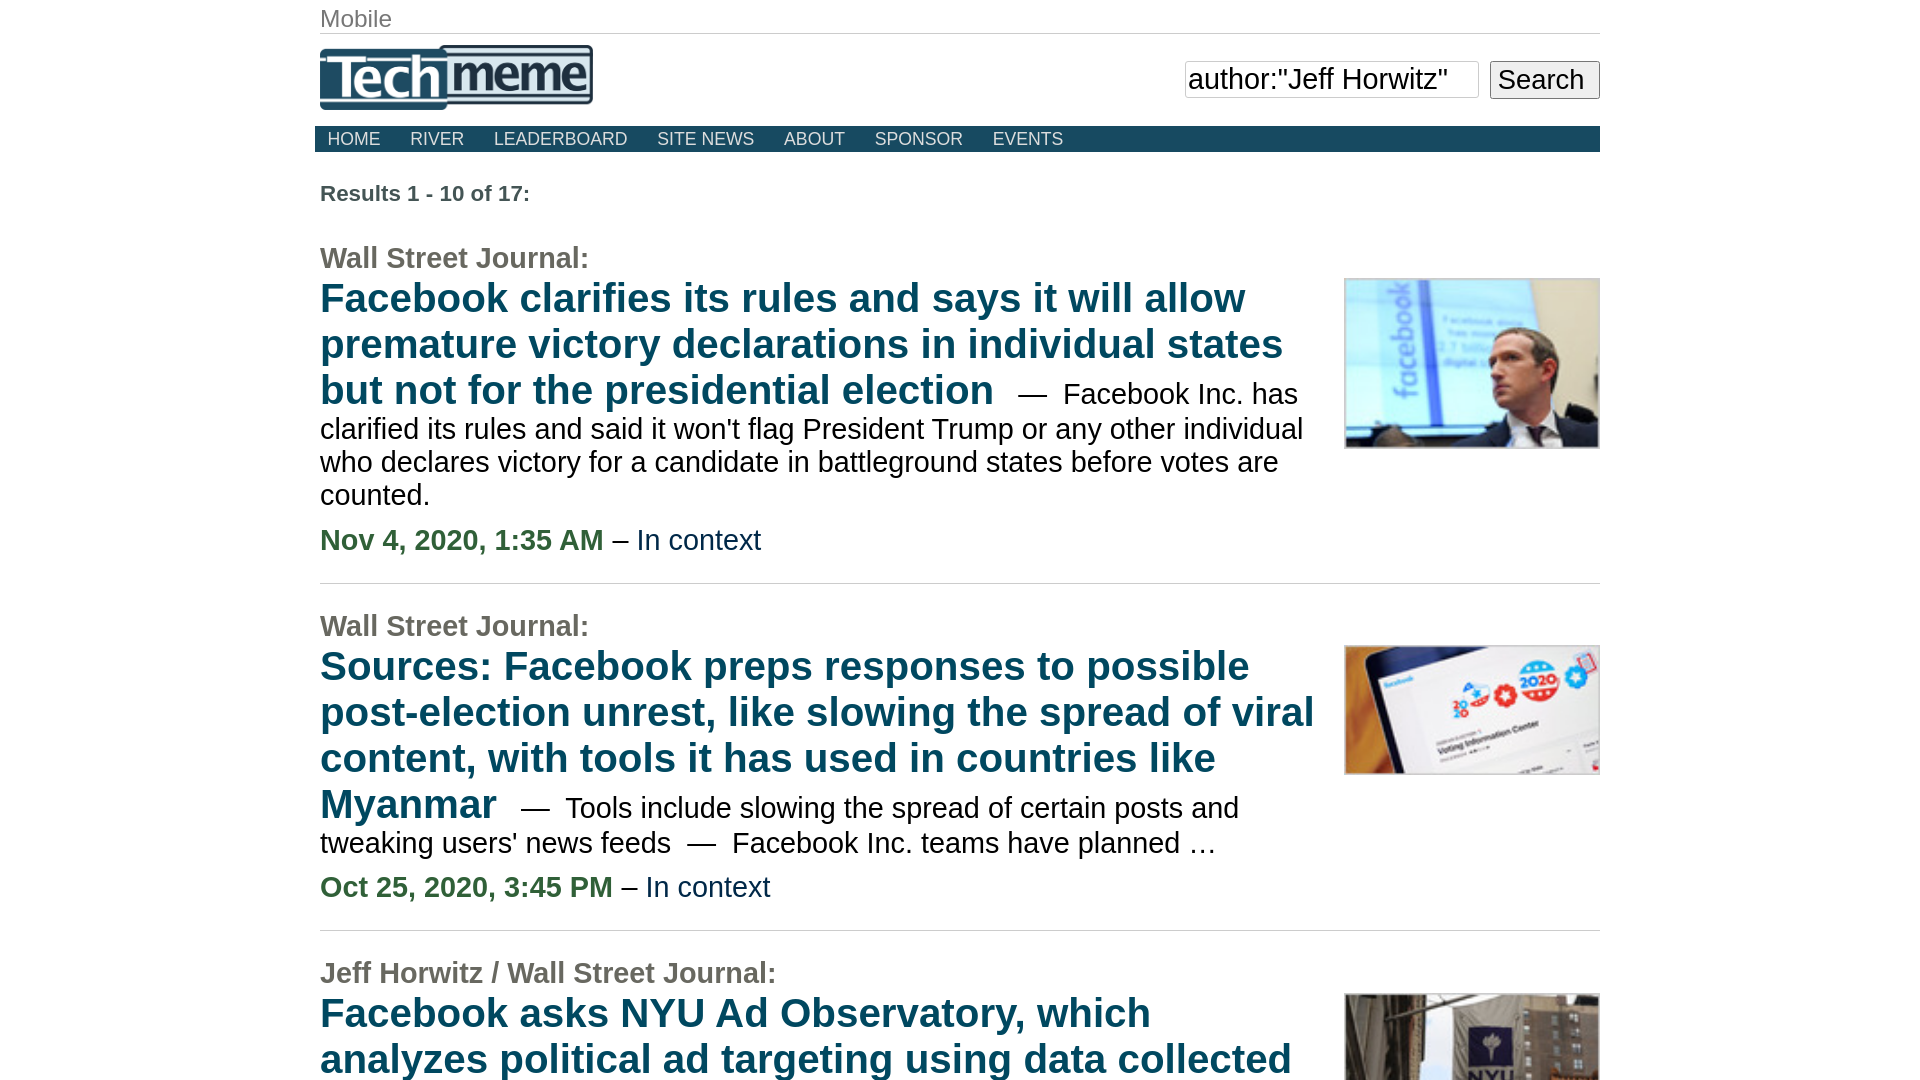 Mobile
Techmeme
author:"Jeff Horwitz"
Search
HOME RIVER LEADERBOARD SITE NEWS ABOUT SPONSOR EVENTS
Results 1 - 10 of 17:
Wall Street Journal:
Facebook clarifies its rules and says it will allow
premature victory declarations in individual states
but not for the presidential election — Facebook Inc. has
clarified its rules and said it won't flag President Trump or any other individual
who declares victory for a candidate in battleground states before votes are
counted.
facebook
Nov 4, 2020, 1:35 AM – In context
Wall Street Journal:
Sources: Facebook preps responses to possible
post-election unrest, like slowing the spread of viral
content, with tools it has used in countries like
Myanmar — Tools include slowing the spread of certain posts and
tweaking users' news feeds — Facebook Inc. teams have planned …
facebook
2020
2020
Voting Information Center
Oct 25, 2020, 3:45 PM – In context
Jeff Horwitz / Wall Street Journal:
Facebook asks NYU Ad Observatory, which
analyzes political ad targeting using data collected
NYU